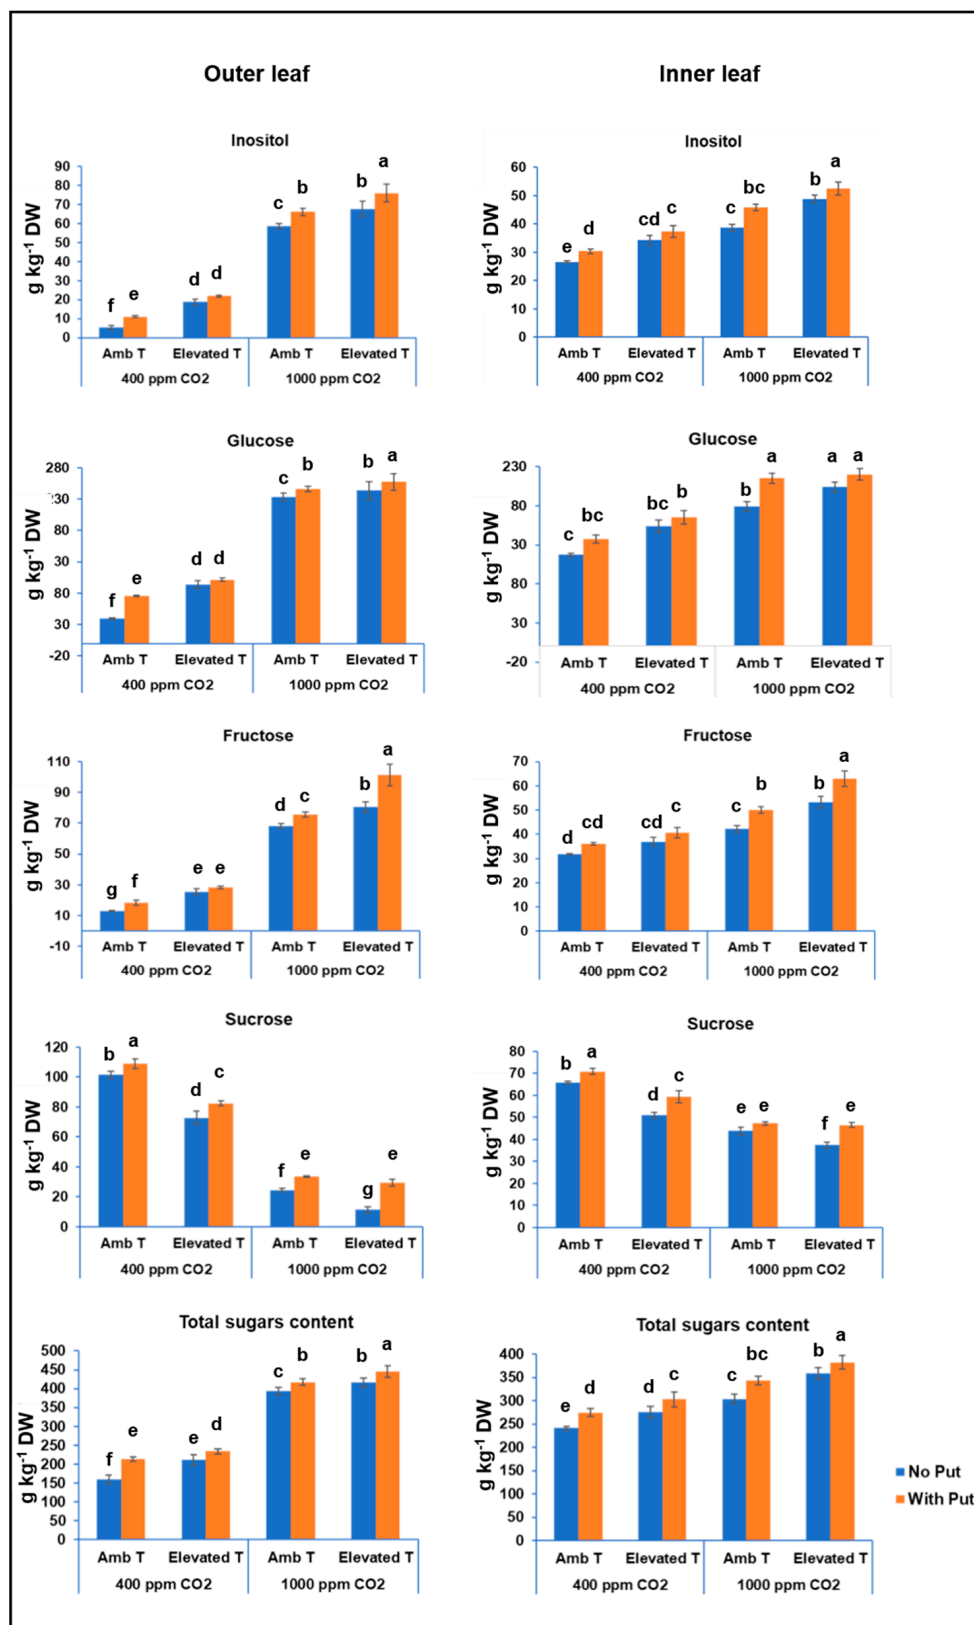 Outer leaf
Inner leaf
Inositol
g kg-1 DW
90
80
70
60
50
40
30
20
10
0
f e d d c b b a
Amb T Elevated T Amb T Elevated T
400 ppm CO2 1000 ppm CO2
Inositol
g kg-1 DW
60
50
40
30
20
10
0
e d cd c c bc b a
Amb T Elevated T Amb T Elevated T
400 ppm CO2 1000 ppm CO2
Glucose
g kg-1 DW
280
30
80
30
80
30
-20
f e d d c b b a
Amb T Elevated T Amb T Elevated T
400 ppm CO2 1000 ppm CO2
Glucose
g kg-1 DW
230
80
30
80
30
-20
c bc bc b b a a a
Amb T Elevated T Amb T Elevated T
400 ppm CO2 1000 ppm CO2
Fructose
g kg-1 DW
110
90
70
50
30
10
-10
g f e e d c b a
Amb T Elevated T Amb T Elevated T
400 ppm CO2 1000 ppm CO2
Fructose
g kg-1 DW
70
60
50
40
30
20
10
0
d cd cd c c b b a
Amb T Elevated T Amb T Elevated T
400 ppm CO2 1000 ppm CO2
Sucrose
g kg-1 DW
120
100
80
60
40
20
0
b a d c f e g e
Amb T Elevated T Amb T Elevated T
400 ppm CO2 1000 ppm CO2
Sucrose
g kg-1 DW
80
70
60
50
40
30
20
10
0
b a d c e e f e
Amb T Elevated T Amb T Elevated T
400 ppm CO2 1000 ppm CO2
Total sugars content
g kg-1 DW
500
450
400
350
300
250
200
150
100
50
0
f e e d c b b a
Amb T Elevated T Amb T Elevated T
400 ppm CO2 1000 ppm CO2
Total sugars content
g kg-1 DW
400
350
300
250
200
150
100
50
0
e d d c c bc b a
Amb T Elevated T Amb T Elevated T
400 ppm CO2 1000 ppm CO2
No Put
With Put